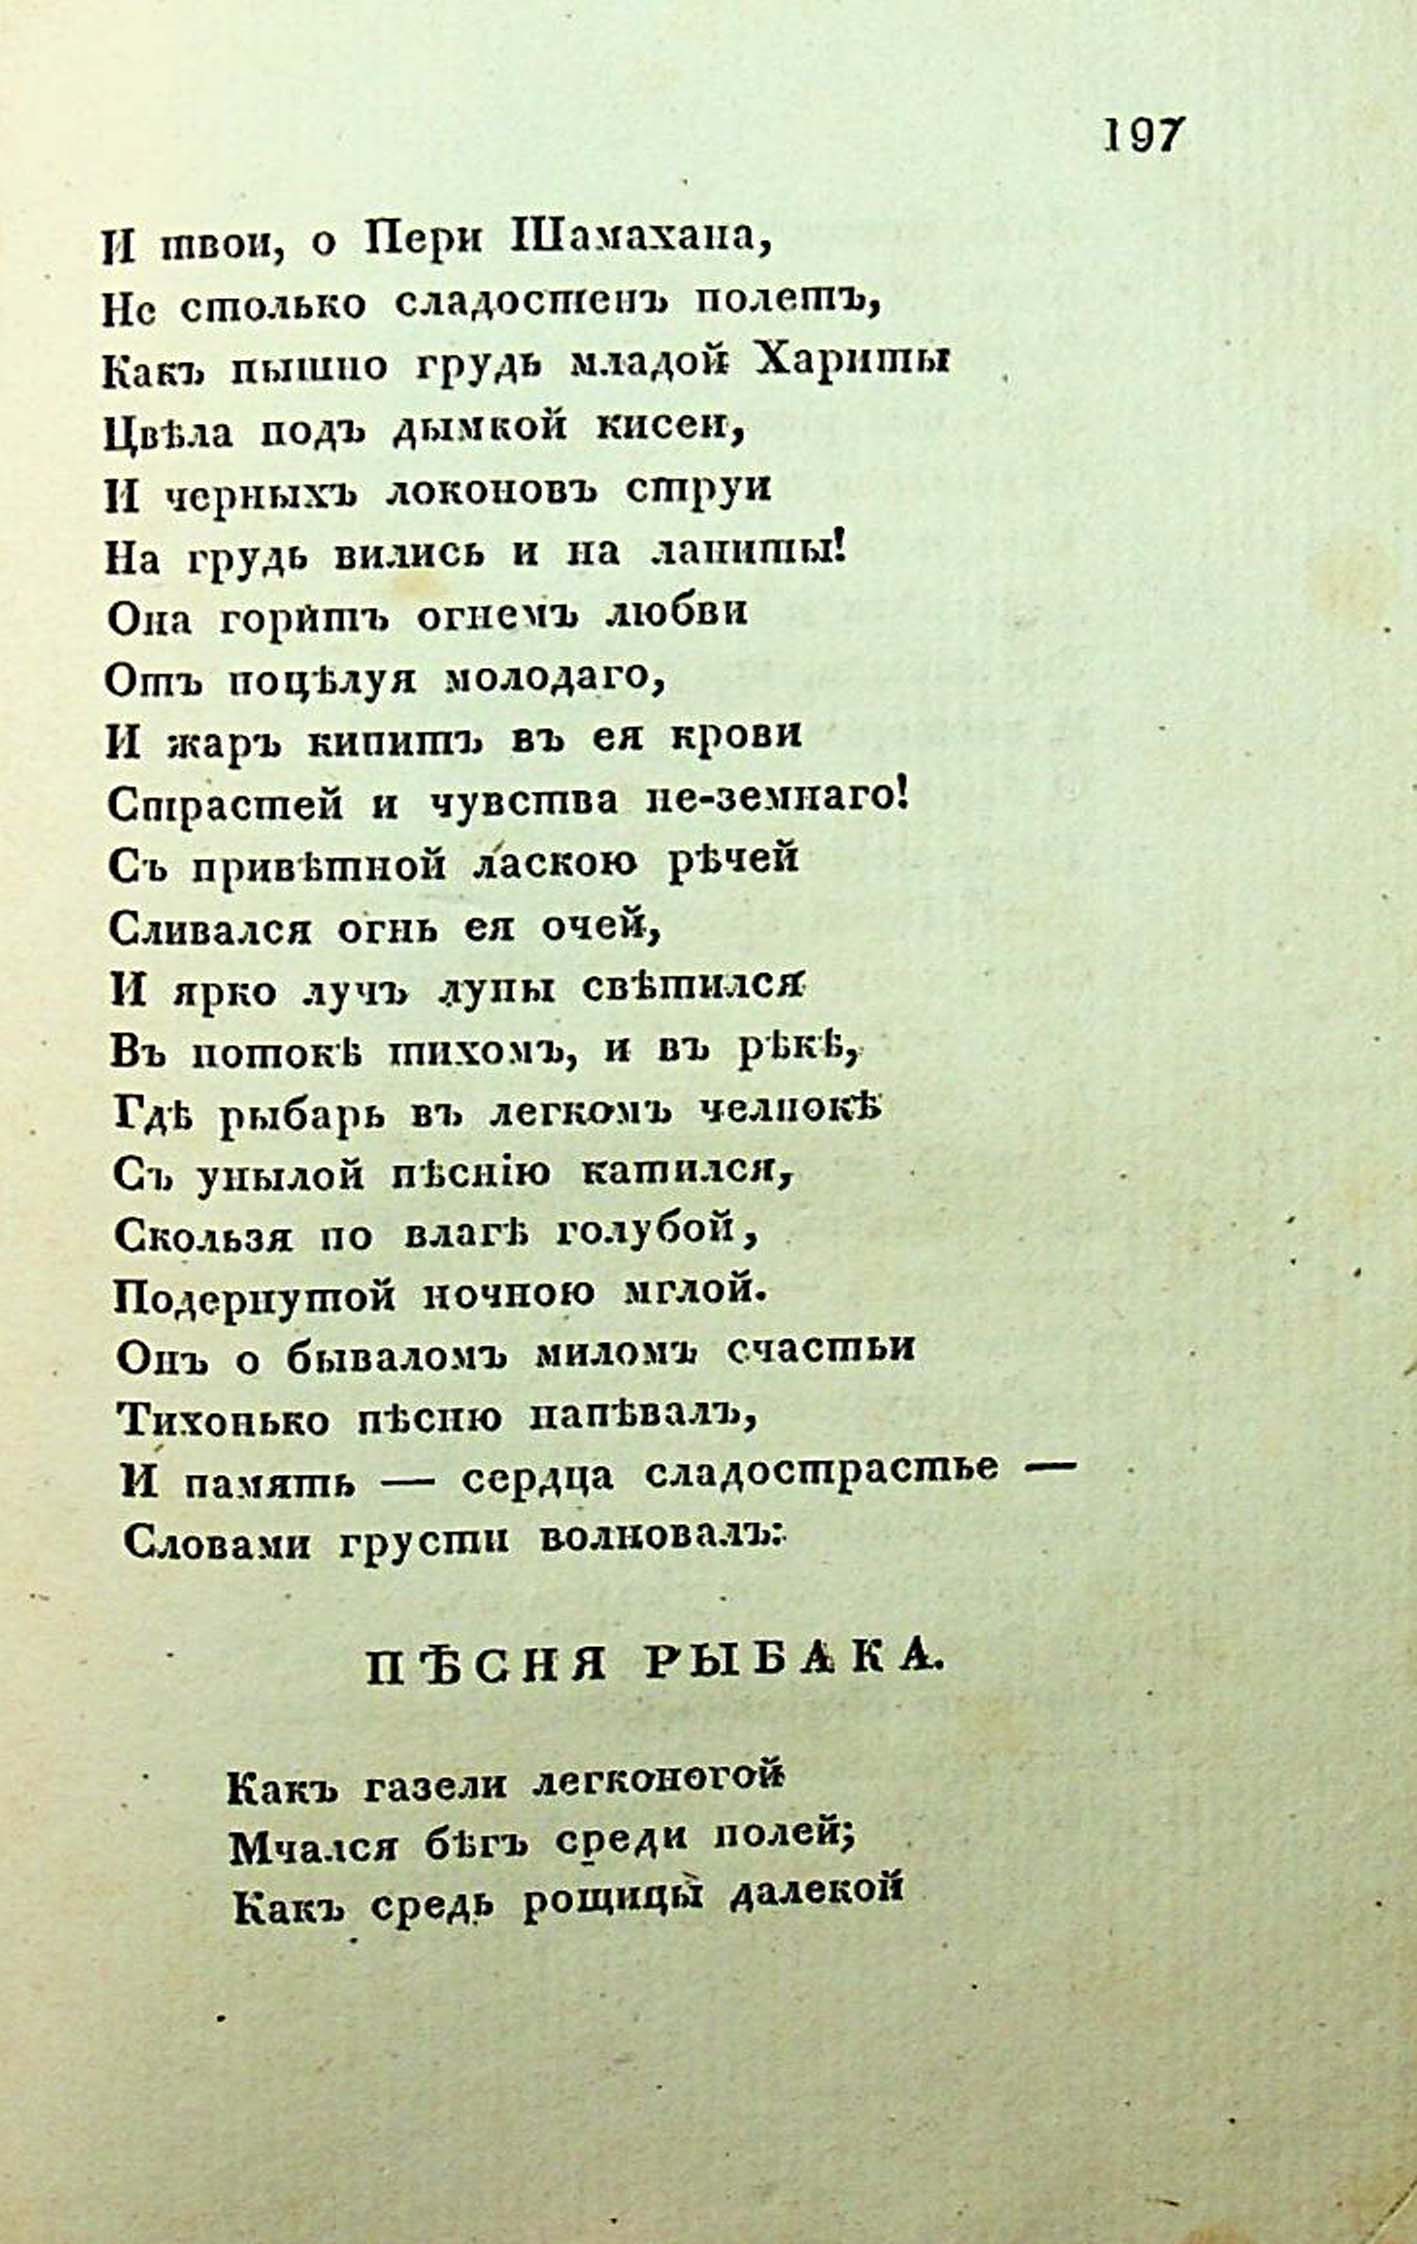 197
И твои, о Пери Шамахана,
Не столько сладостенъ полетъ,
Какъ пышно грудь младой Хариты
Цвѣла подъ дымкой кисеи,
И черныхъ локоновъ струи
На грудь вились и на ланиты!
Она горитъ огнемъ любви
Отъ поцѣлуя молодаго,
И жаръ кипитъ въ ея крови
Страстей и чувства не-земнаго!
Съ привѣтной ласкою рѣчей
Сливался огнь ея очей,
И ярко лучъ луны свѣтился
Въ потокѣ тихомъ, и въ рѣкѣ,
Гдѣ рыбарь въ легкомъ челнокѣ
Съ унылой пѣснію катился,
Скользя по влагѣ голубой,
Подернутой ночною мглой.
Онъ о бываломъ миломъ счастьи
Тихонько пѣсню напѣвалъ,
И память — сердца сладострастье —
Словами грусти волновалъ:
ПѢСНЯ РЫБАКА.
Какъ газели легконогой
Мчался бѣгъ среди полей;
Какъ средь рощицы далекой